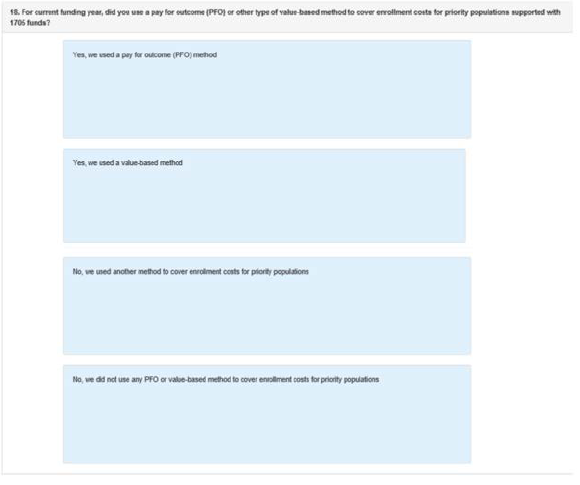 15. For current funding year, did you use a pay for outcome (PFO) or other type of value-based method to cover enrollment costs for priority populations supported with
1705 funds?
Yes, we used a pay for outcome (PFO) method
Yes, we used a value-based method
No, we used another method to cover enrollment costs for priority populations
No, we did not use any PFO or value-based method to cover enrollment costs for priority populations